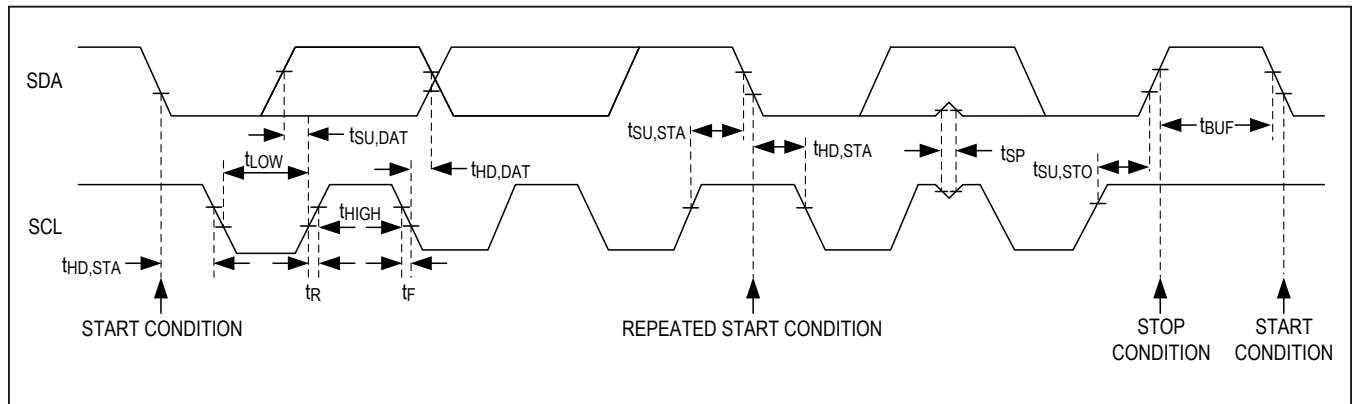 SDA
tSU,DAT
tLOW
tHD,DAT
tSU,STA
tHD,STA
tSP
tBUF
tSU,STO
SCL
tHIGH
tHD,STA
tR
tF
START CONDITION
REPEATED START CONDITION
STOP
CONDITION
START
CONDITION